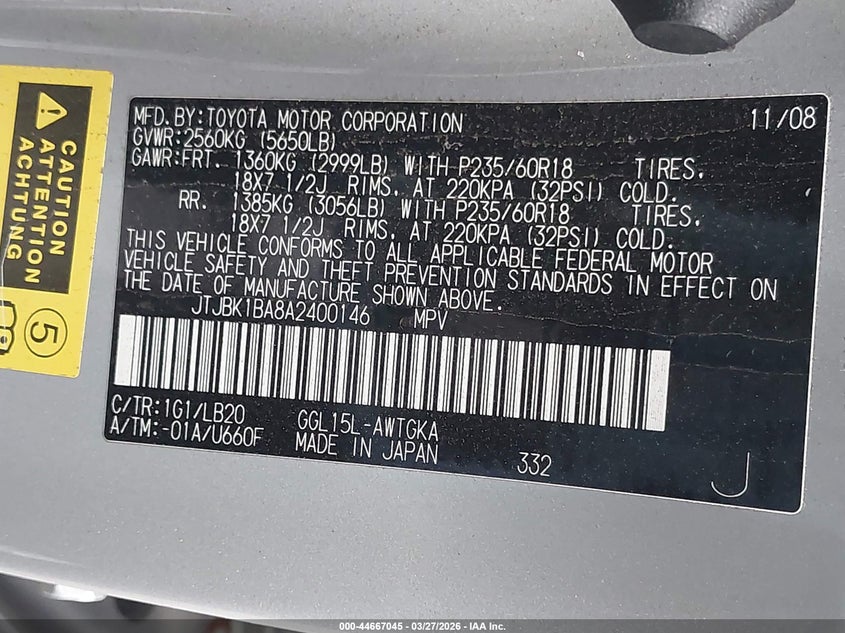 CAUTION
ATTENTION
ACHTUNG
5
MFD.BY:TOYOTA MOTOR CORPORATION 11/08
GVWR:2560KG (5650LB)
GAWR:FRT. 1360KG (2999LB) WITH P235/60R18 TIRES.
18X7 1/2J RIMS. AT 220KPA (32PSI) COLD.
RR. 1385KG (3056LB) WITH P235/60R18 TIRES.
18X7 1/2J RIMS. AT 220KPA (32PSI) COLD.
THIS VEHICLE CONFORMS TO ALL APPLICABLE FEDERAL MOTOR
VEHICLE SAFETY AND THEFT PREVENTION STANDARDS IN EFFECT ON
THE DATE OF MANUFACTURE SHOWN ABOVE.
JTJBK1BA8A2400146 MPV
C/TR:1G1/LB20 GGL15L-AWTGKA
A/TM:-01A/U660F MADE IN JAPAN 332
J
000-44667045 | 03/27/2026 | IAA Inc.